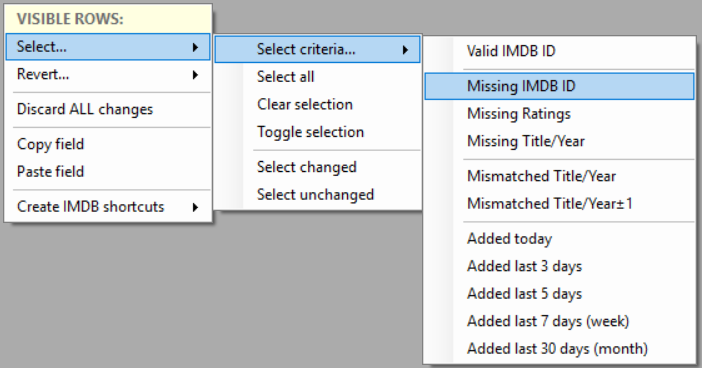 VISIBLE ROWS:
Select...
Revert...
Discard ALL changes
Copy field
Paste field
Create IMDB shortcuts
Select criteria...
Select all
Clear selection
Toggle selection
Select changed
Select unchanged
Valid IMDB ID
Missing IMDB ID
Missing Ratings
Missing Title/Year
Mismatched Title/Year
Mismatched Title/Year±1
Added today
Added last 3 days
Added last 5 days
Added last 7 days (week)
Added last 30 days (month)